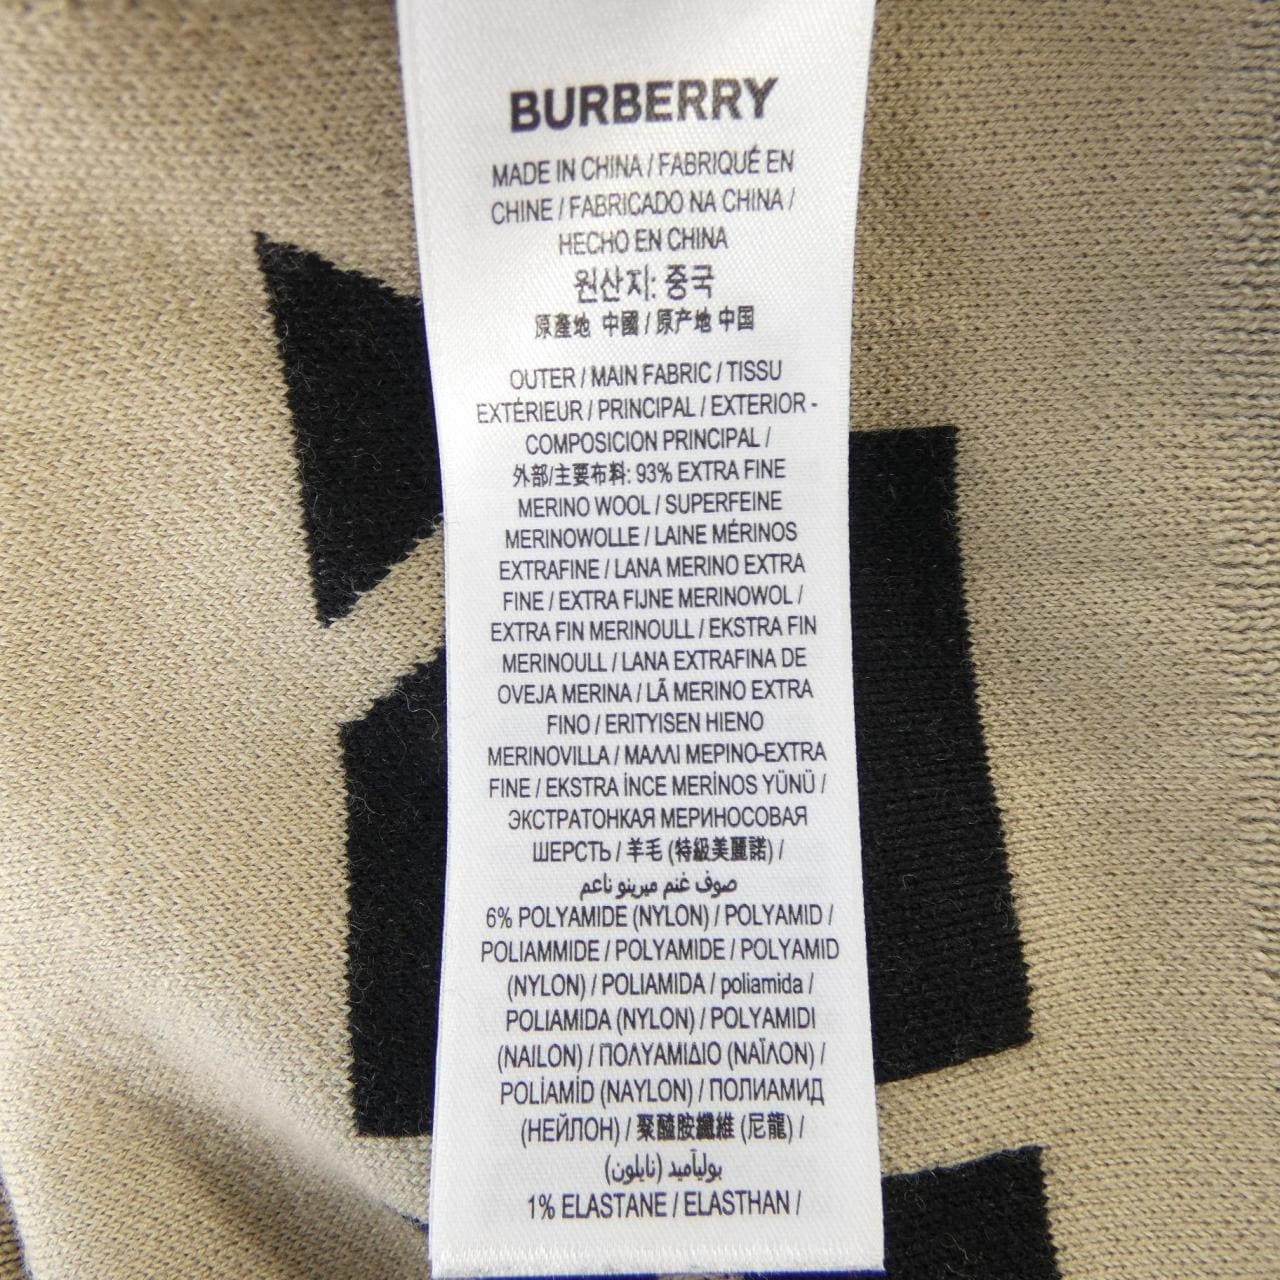 BURBERRY
MADE IN CHINA / FABRIQUÉ EN
CHINE / FABRICADO NA CHINA /
HECHO EN CHINA
원산지: 중국
原產地 中國 / 原产地 中国
OUTER / MAIN FABRIC / TISSU
EXTÉRIEUR / PRINCIPAL / EXTERIOR -
COMPOSICION PRINCIPAL /
外部/主要布料: 93% EXTRA FINE
MERINO WOOL / SUPERFEINE
MERINOWOLLE / LAINE MÉRINOS
EXTRAFINE / LANA MERINO EXTRA
FINE / EXTRA FIJNE MERINOWOL /
EXTRA FIN MERINOULL / EKSTRA FIN
MERINOULL / LANA EXTRAFINA DE
OVEJA MERINA / LÃ MERINO EXTRA
FINO / ERITYISEN HIENO
MERINOVILLA / ΜΑΛΛΙ ΜΕΡΙΝΟ-EXTRA
FINE / EKSTRA İNCE MERİNOS YÜNÜ /
ЭКСТРАТОНКАЯ МЕРИНОСОВАЯ
ШЕРСТЬ / 羊毛 (特級美麗諾) /
صوف غنم ميرينو ناعم
6% POLYAMIDE (NYLON) / POLYAMID /
POLIAMMIDE / POLYAMIDE / POLYAMID
(NYLON) / POLIAMIDA / poliamida /
POLIAMIDA (NYLON) / POLYAMIDI
(NAILON) / ΠΟΛΥΑΜΙΔΙΟ (ΝΑΪΛΟΝ) /
POLİAMİD (NAYLON) / ПОЛИАМИД
(НЕЙЛОН) / 聚醯胺纖維 (尼龍) /
بوليآميد (نايلون)
1% ELASTANE / ELASTHAN /